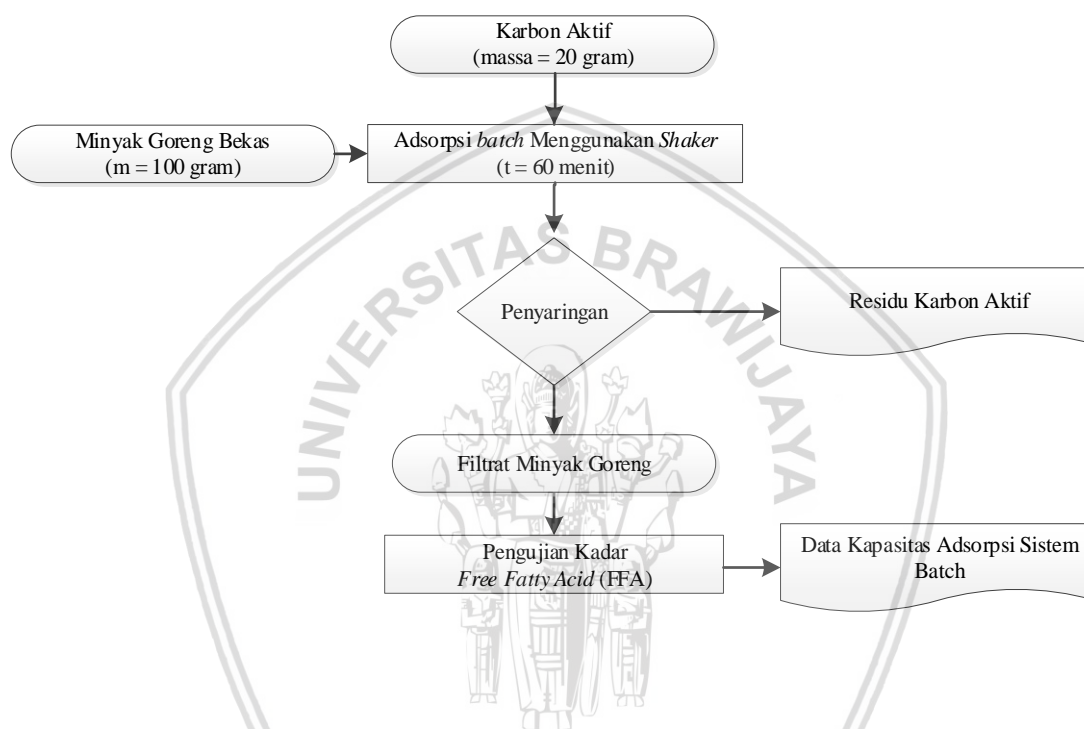 Karbon Aktif
(massa = 20 gram)
Minyak Goreng Bekas
(m = 100 gram)
Adsorpsi batch Menggunakan Shaker
(t = 60 menit)
UNIVERSITAS BRAWIJAYA
Penyaringan
Residu Karbon Aktif
Filtrat Minyak Goreng
Pengujian Kadar
Free Fatty Acid (FFA)
Data Kapasitas Adsorpsi Sistem
Batch